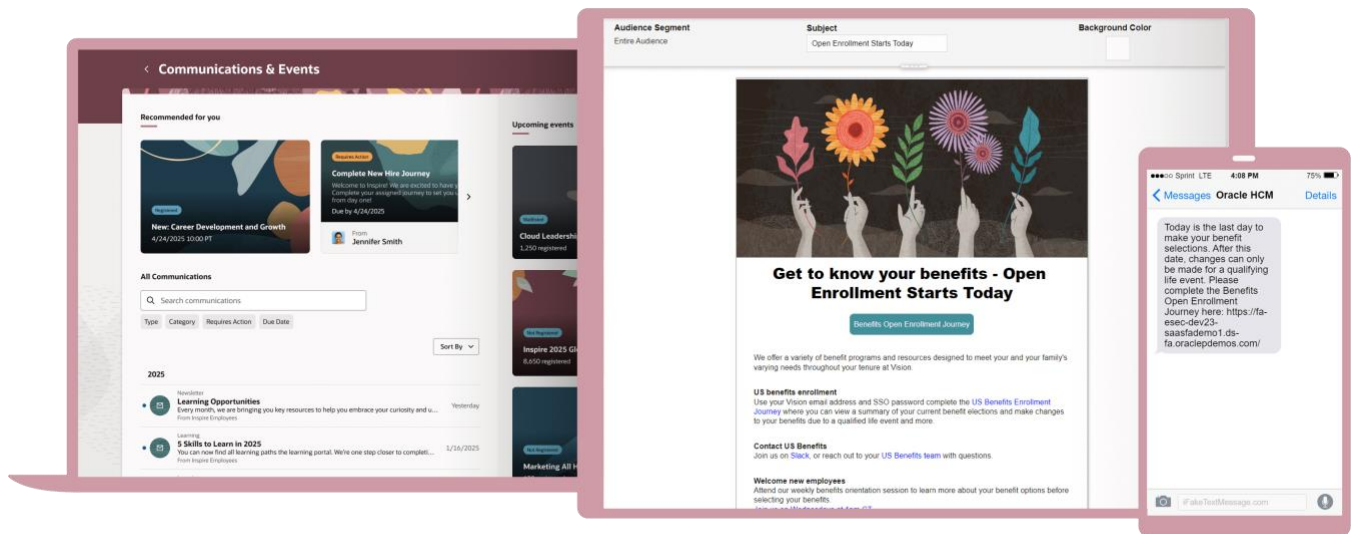 Communications & Events
Recommended for you
Registered
New: Career Development and Growth
4/24/2025 10:00 PT
Requires Action
Complete New Hire Journey
Welcome to Inspire! We are excited to have y
Complete your assigned journey to set you u
from day one!
Due by 4/24/2025
From
Jennifer Smith
All Communications
Search communications
Type Category Requires Action Due Date
Sort By
2025
Newsletter
Learning Opportunities
Every month, we are bringing you key resources to help you embrace your curiosity and u...
From Inspire Employees
Yesterday
Learning
5 Skills to Learn in 2025
You can now find all learning paths the learning portal. We're one step closer to completi...
From Inspire Employees
1/16/2025
Upcoming events
Waitlisted
Cloud Leadershi
1,250 registered
Not Registered
Inspire 2025 Gl
8,650 registered
Not Registered
Marketing All H
Audience Segment
Entire Audience
Subject
Open Enrollment Starts Today
Background Color
Get to know your benefits - Open
Enrollment Starts Today
Benefits Open Enrollment Journey
We offer a variety of benefit programs and resources designed to meet your and your family's
varying needs throughout your tenure at Vision
US benefits enrollment
Use your Vision email address and SSO password complete the US Benefits Enrollment
Journey where you can view a summary of your current benefit elections and make changes
to your benefits due to a qualified life event and more.
Contact US Benefits
Join us on Slack, or reach out to your US Benefits team with questions.
Welcome new employees
Attend our weekly benefits orientation session to learn more about your benefit options before
selecting your benefits.
Sprint LTE 4:08 PM 75%
Messages Oracle HCM Details
Today is the last day to
make your benefit
selections. After this
date, changes can only
be made for a qualifying
life event. Please
complete the Benefits
Open Enrollment
Journey here: https://fa-
esec-dev23-
saasfademo1.ds-
fa.oraclepdemos.com/
iFakeTextMessage.com